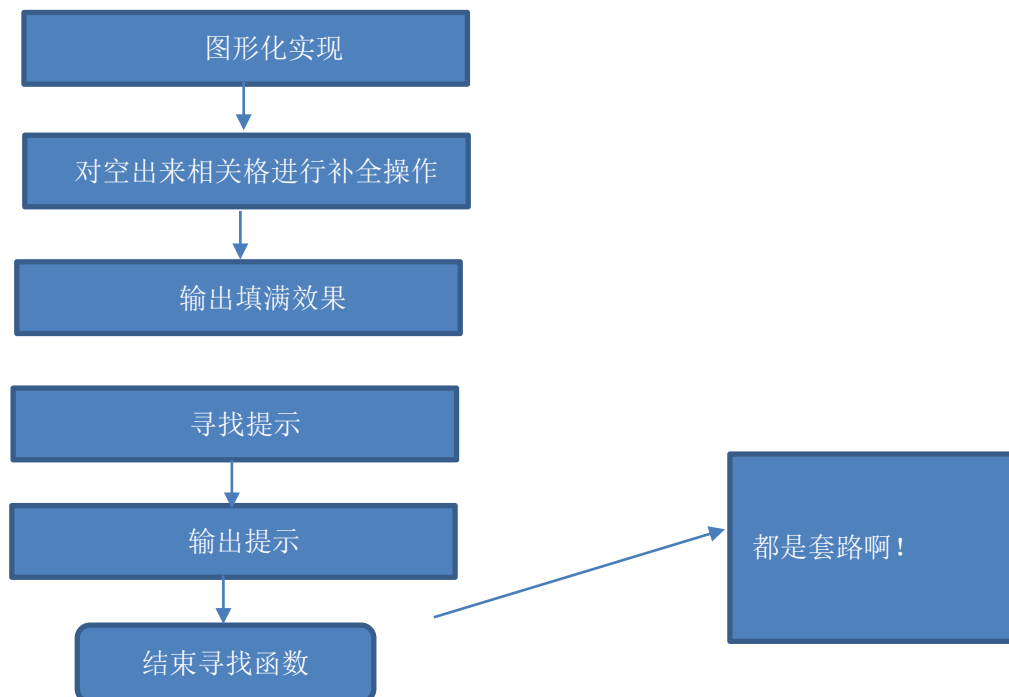 图形化实现
对空出来相关格进行补全操作
输出填满效果
寻找提示
输出提示
都是套路啊！
结束寻找函数